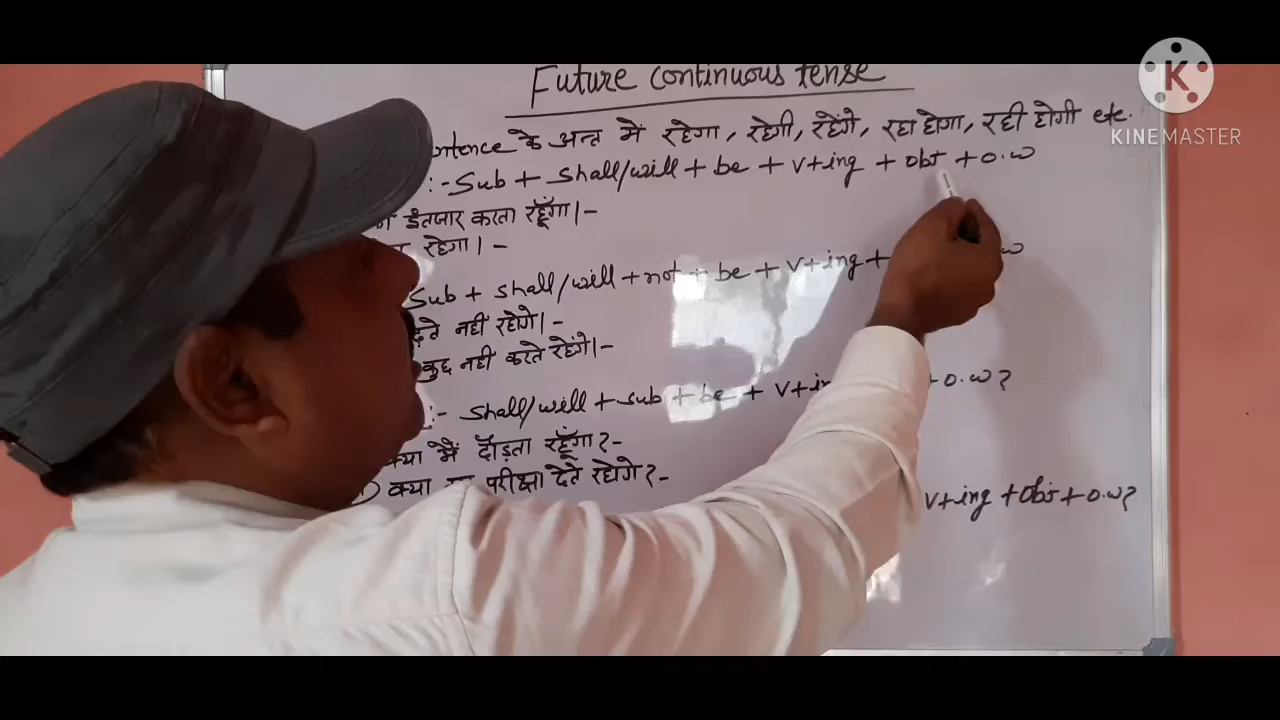 Future continuous tense
ntence के अन्त में रहेगा, रहेगी, रहेंगे, रहा होगा, रही होगी etc.
:- Sub + shall/will + be + v+ing + obj + o.w
इंतजार करता रहूँगा।-
रहेगा।-
Sub + shall/will + not + be + v+ing + w
देते नहीं रहोगे।-
कुछ नहीं करते रहेंगे।-
:- shall/will + sub + be + v+in + o.w?
क्या मैं दौड़ता रहूँगा?-
क्या परीक्षा देते रहोगे?-
v+ing + obj + o.w?
K
KINEMASTER